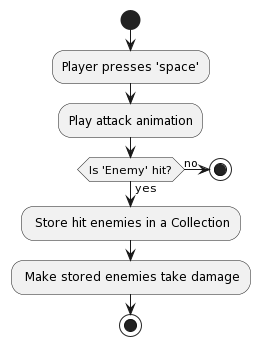 Player presses 'space'
Play attack animation
Is 'Enemy' hit?
no
yes
Store hit enemies in a Collection
Make stored enemies take damage